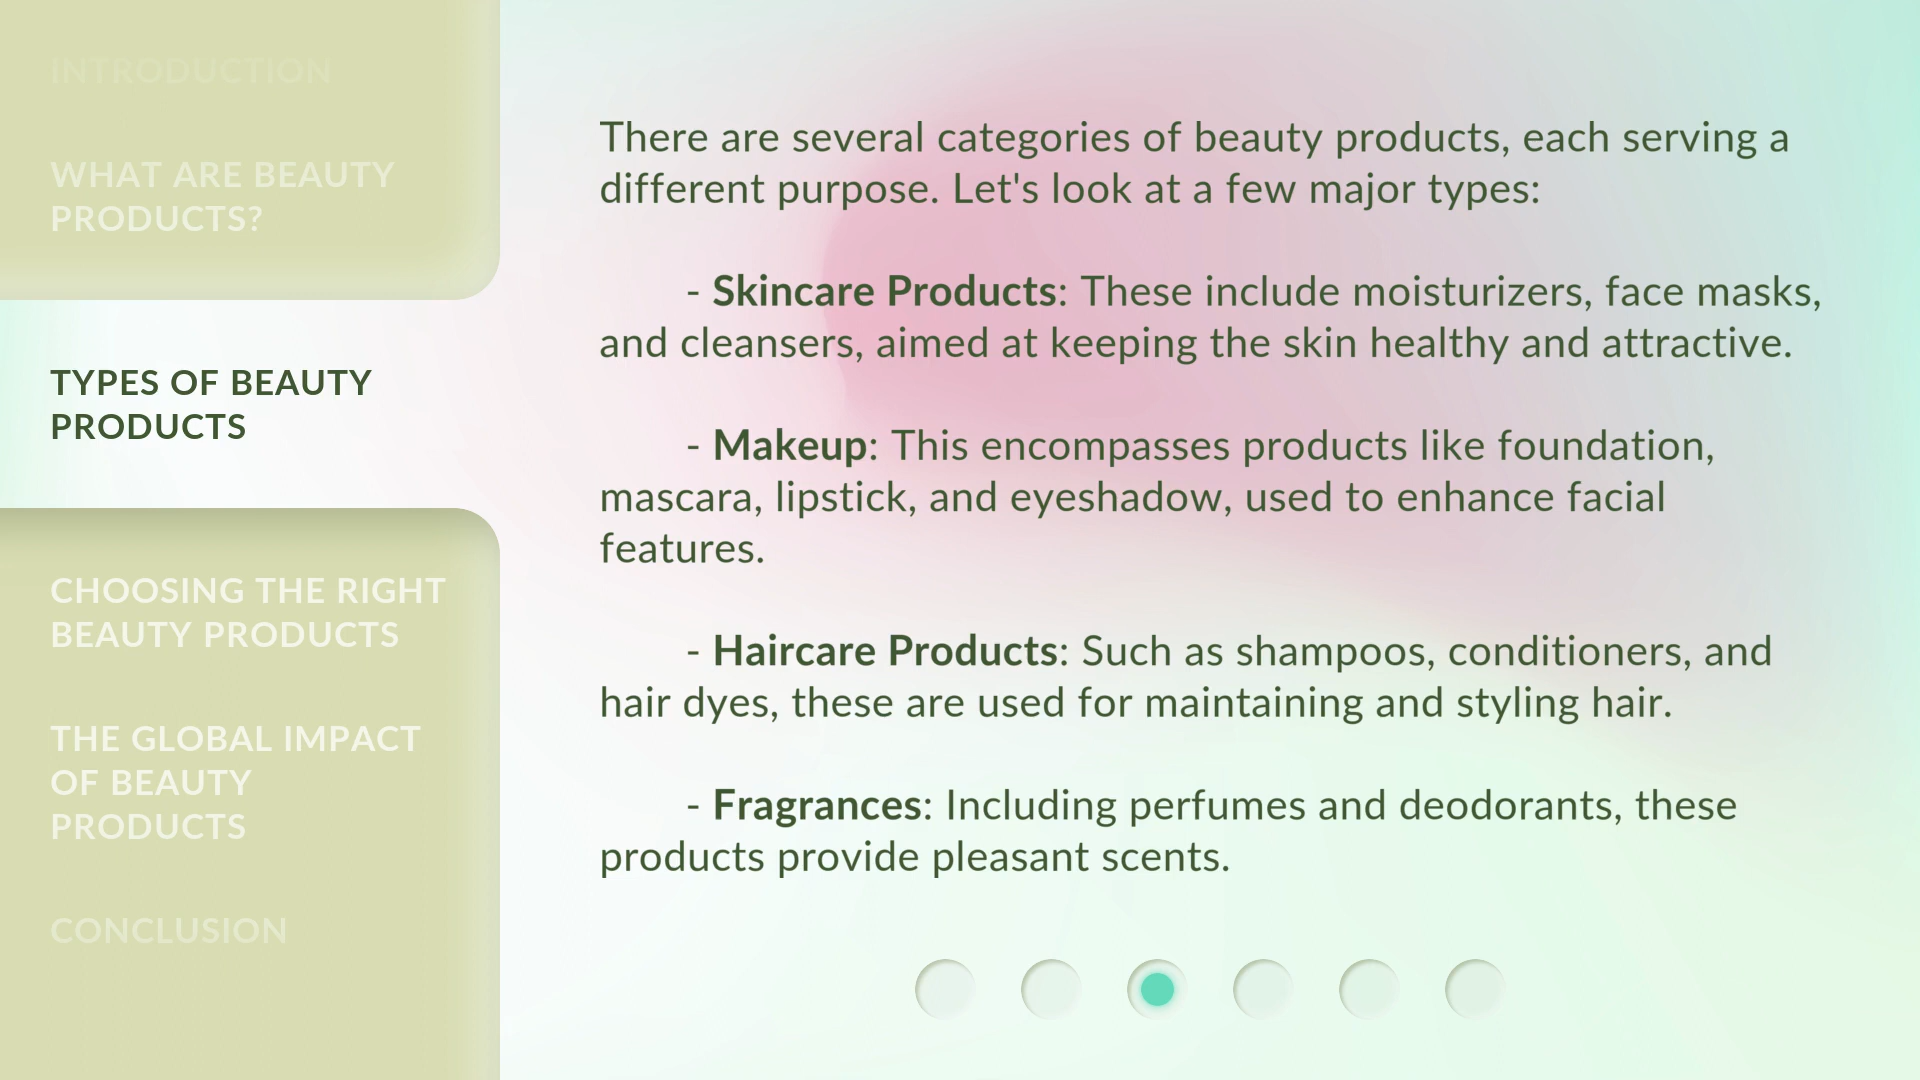 INTRODUCTION
WHAT ARE BEAUTY
PRODUCTS?
TYPES OF BEAUTY
PRODUCTS
CHOOSING THE RIGHT
BEAUTY PRODUCTS
THE GLOBAL IMPACT
OF BEAUTY
PRODUCTS
CONCLUSION
There are several categories of beauty products, each serving a
different purpose. Let's look at a few major types:
- Skincare Products: These include moisturizers, face masks,
and cleansers, aimed at keeping the skin healthy and attractive.
- Makeup: This encompasses products like foundation,
mascara, lipstick, and eyeshadow, used to enhance facial
features.
- Haircare Products: Such as shampoos, conditioners, and
hair dyes, these are used for maintaining and styling hair.
- Fragrances: Including perfumes and deodorants, these
products provide pleasant scents.